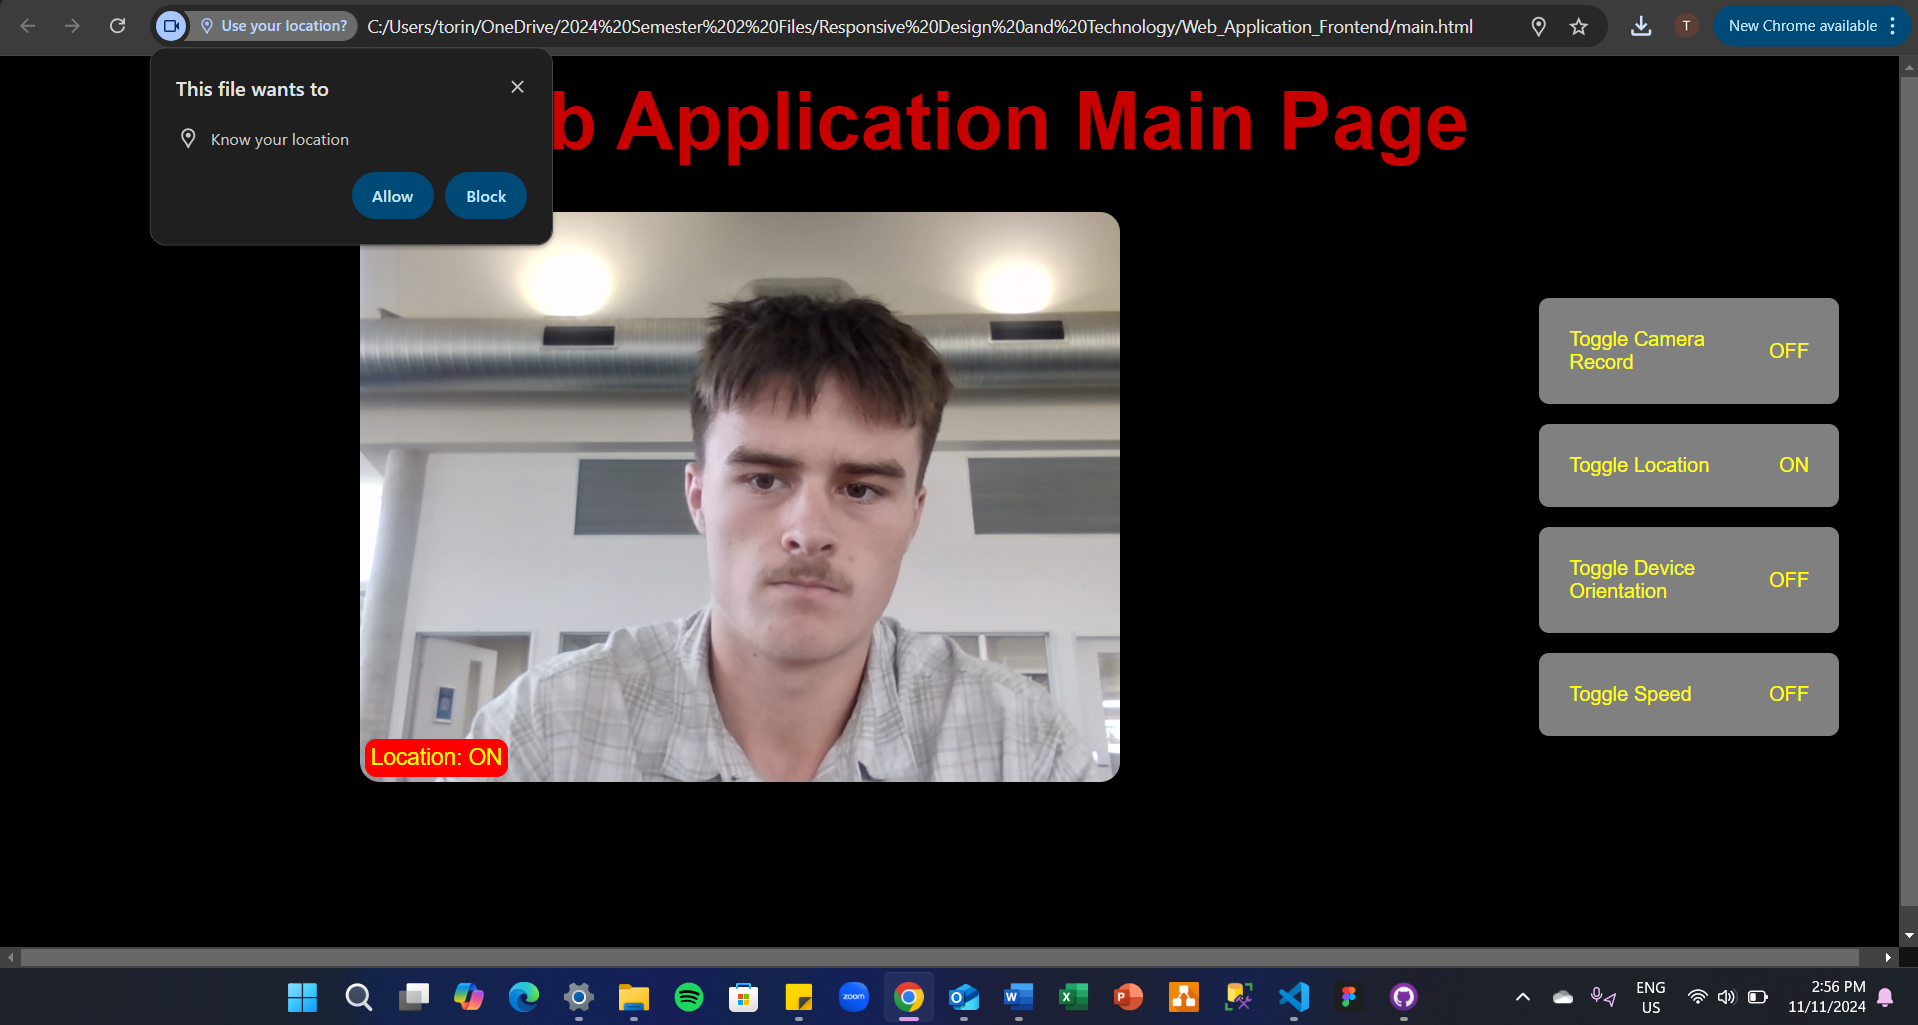 Use your location?
C:/Users/torin/OneDrive/2024%20Semester%202%20Files/Responsive%20Design%20and%20Technology/Web_Application_Frontend/main.html
T
New Chrome available
This file wants to
Know your location
Allow
Block
b Application Main Page
Toggle Camera
Record
OFF
Toggle Location
ON
Toggle Device
Orientation
OFF
Toggle Speed
OFF
Location: ON
zoom
ENG
US
2:56 PM
11/11/2024